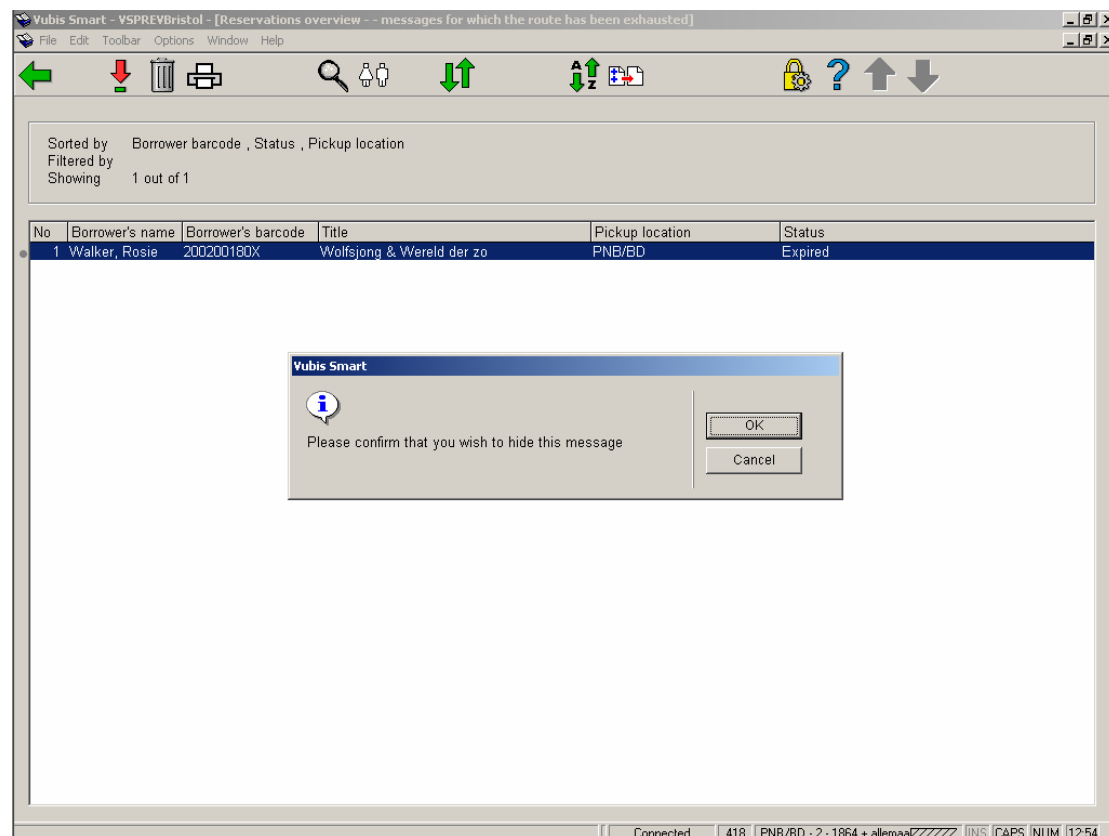 Vubis Smart - VSPREVBristol - [Reservations overview - - messages for which the route has been exhausted]
File Edit Toolbar Options Window Help
A
Z
?
Sorted by Borrower barcode , Status , Pickup location
Filtered by
Showing 1 out of 1
No Borrower's name Borrower's barcode Title Pickup location Status
1 Walker, Rosie 200200180X Wolfsjong & Wereld der zo PNB/BD Expired
Vubis Smart
Please confirm that you wish to hide this message
OK
Cancel
Connected 418 PNB/BD - 2 - 1864 + allemaa INS CAPS NUM 12:54